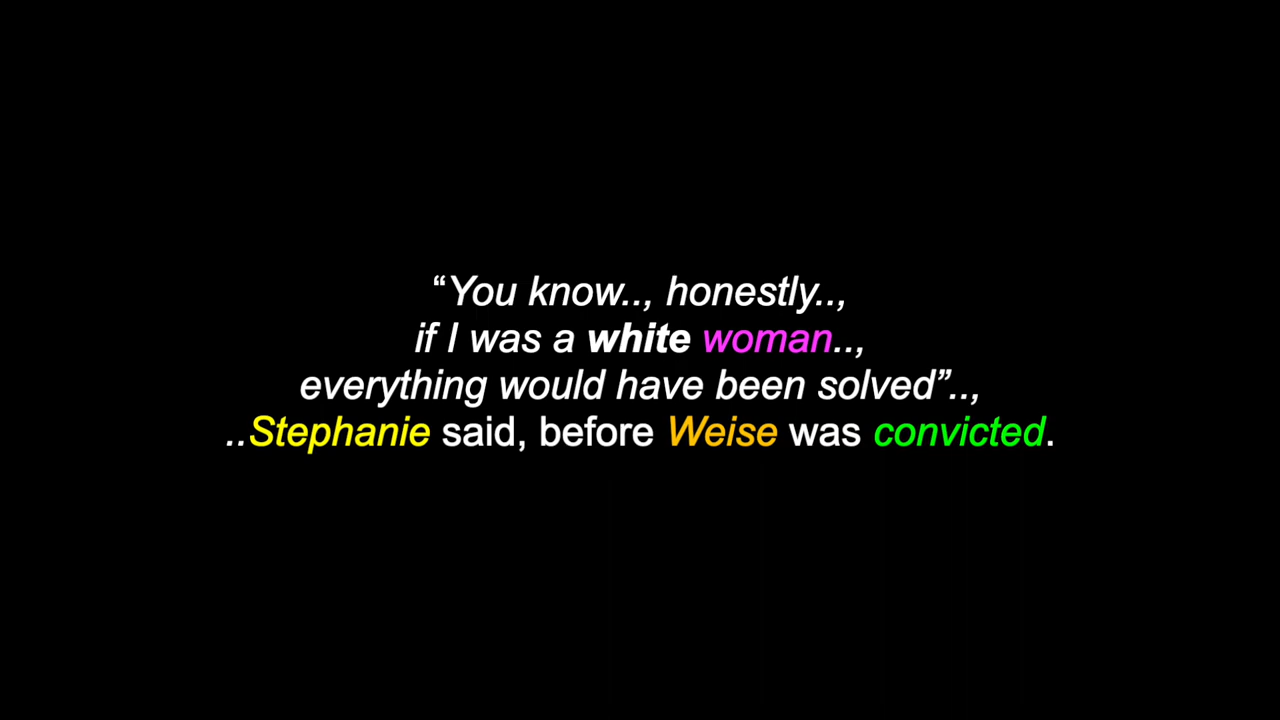 “You know.., honestly..,
if I was a white woman..,
everything would have been solved”..,
..Stephanie said, before Weise was convicted.